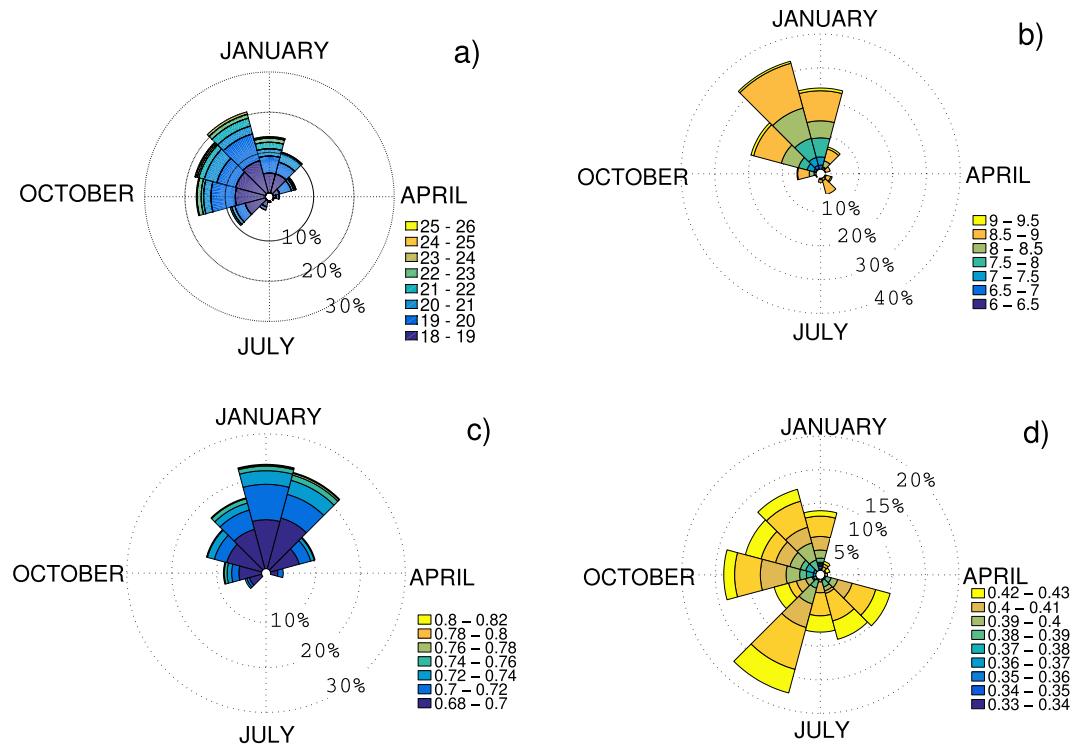 a)
JANUARY
OCTOBER
APRIL
JULY
10%
20%
30%
25 - 26
24 - 25
23 - 24
22 - 23
21 - 22
20 - 21
19 - 20
18 - 19
b)
JANUARY
OCTOBER
APRIL
JULY
10%
20%
30%
40%
9 – 9.5
8.5 – 9
8 – 8.5
7.5 – 8
7 – 7.5
6.5 – 7
6 – 6.5
c)
JANUARY
OCTOBER
APRIL
JULY
10%
20%
30%
0.8 – 0.82
0.78 – 0.8
0.76 – 0.78
0.74 – 0.76
0.72 – 0.74
0.7 – 0.72
0.68 – 0.7
d)
JANUARY
20%
15%
10%
5%
OCTOBER
APRIL
JULY
0.42 – 0.43
0.4 – 0.41
0.39 – 0.4
0.38 – 0.39
0.37 – 0.38
0.36 – 0.37
0.35 – 0.36
0.34 – 0.35
0.33 – 0.34